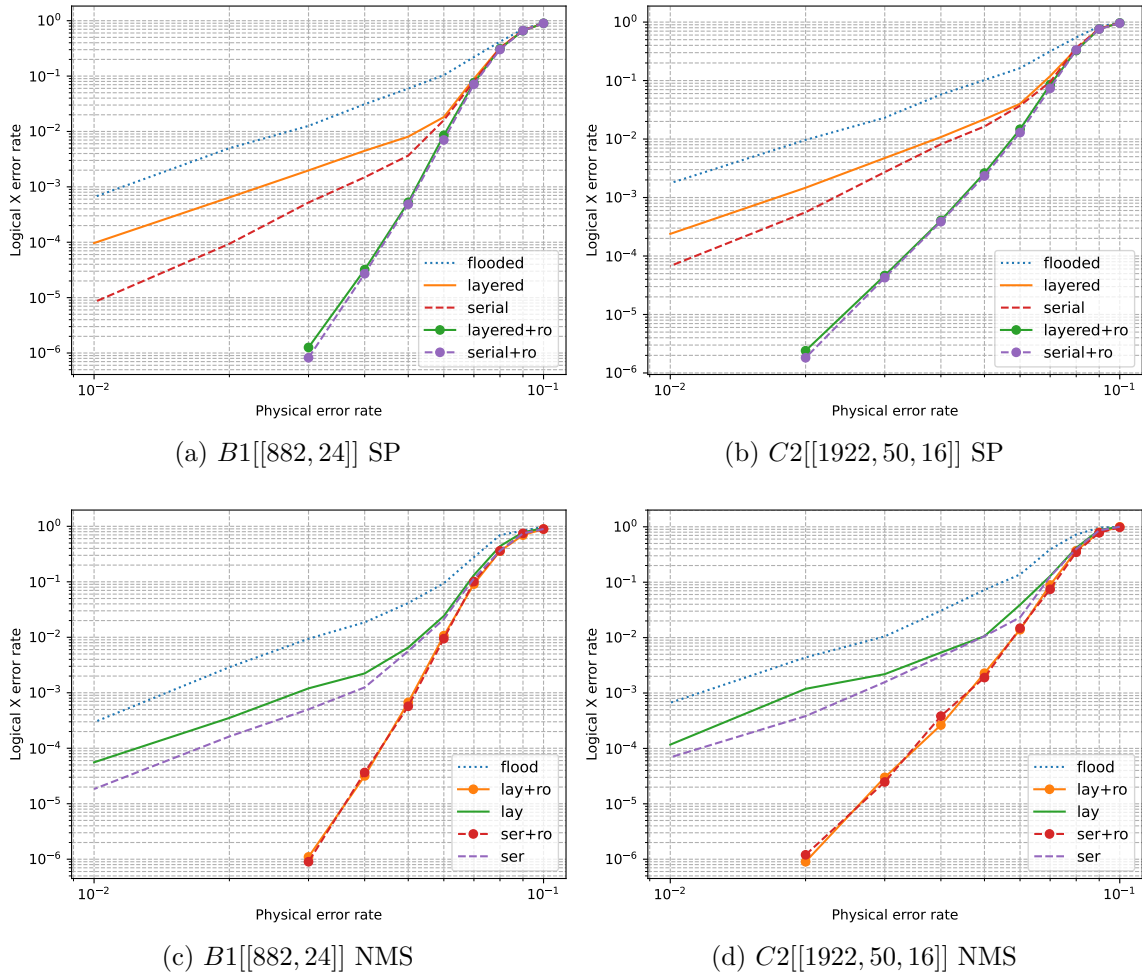 10^0
10^-1
10^-2
10^-3
10^-4
10^-5
10^-6
Logical X error rate
flooded
layered
serial
layered+ro
serial+ro
10^-2
10^-1
Physical error rate
(a) B1[[882, 24]] SP
10^0
10^-1
10^-2
10^-3
10^-4
10^-5
10^-6
Logical X error rate
flooded
layered
serial
layered+ro
serial+ro
10^-2
10^-1
Physical error rate
(b) C2[[1922, 50, 16]] SP
10^0
10^-1
10^-2
10^-3
10^-4
10^-5
10^-6
Logical X error rate
flood
lay+ro
lay
ser+ro
ser
10^-2
10^-1
Physical error rate
(c) B1[[882, 24]] NMS
10^0
10^-1
10^-2
10^-3
10^-4
10^-5
10^-6
Logical X error rate
flood
lay+ro
lay
ser+ro
ser
10^-2
10^-1
Physical error rate
(d) C2[[1922, 50, 16]] NMS